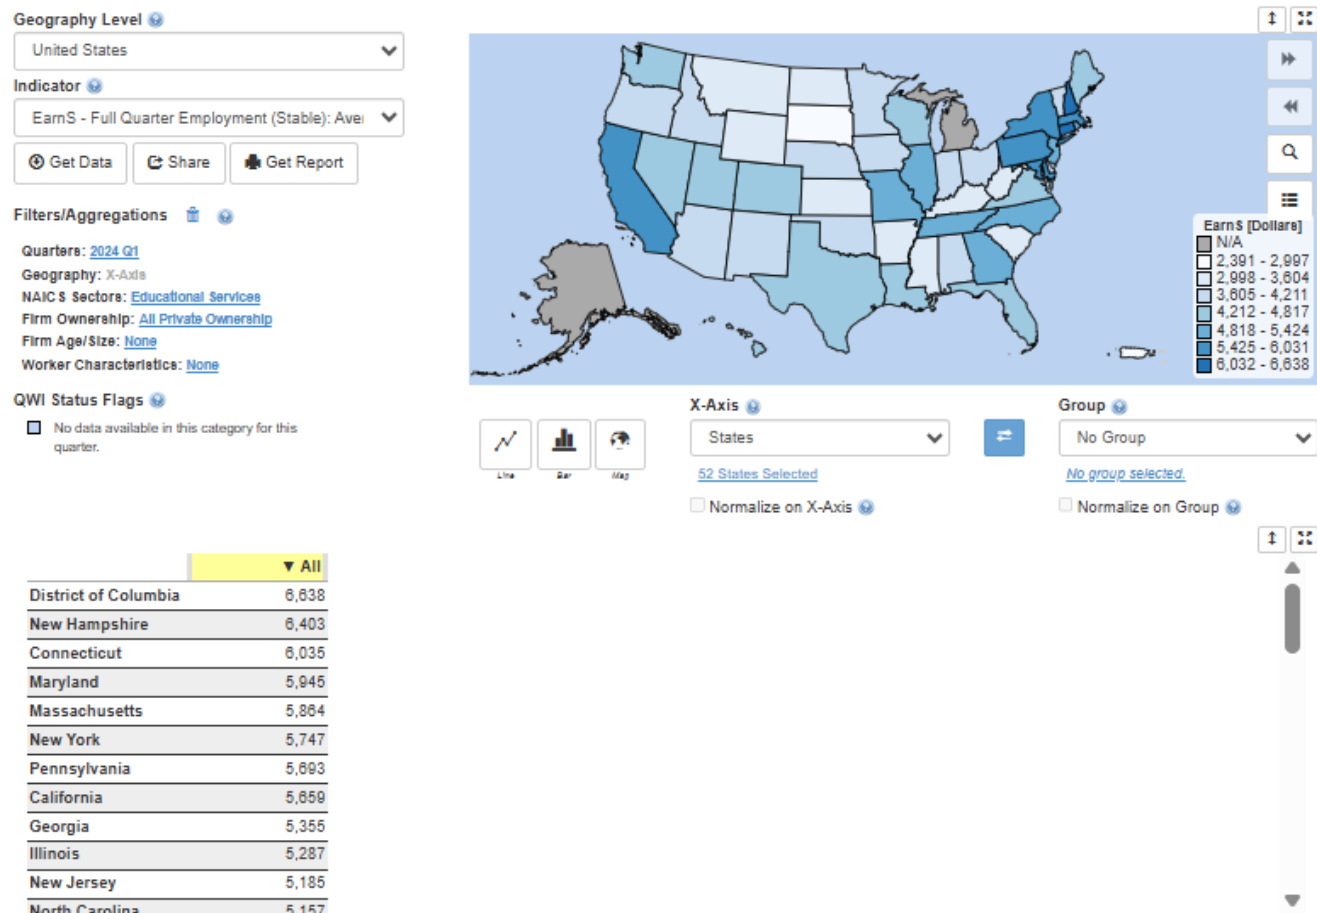 Geography Level
United States
Indicator
EarnS - Full Quarter Employment (Stable): Aver
Get Data
Share
Get Report
Filters/Aggregations
Quarters: 2024 Q1
Geography: X-Axis
NAICS Sectors: Educational Services
Firm Ownership: All Private Ownership
Firm Age/Size: None
Worker Characteristics: None
QWI Status Flags
No data available in this category for this
quarter.
EarnS [Dollars]
N/A
2,391 - 2,997
2,998 - 3,604
3,605 - 4,211
4,212 - 4,817
4,818 - 5,424
5,425 - 6,031
6,032 - 6,638
Line
Bar
Map
X-Axis
States
52 States Selected
Normalize on X-Axis
Group
No Group
No group selected.
Normalize on Group
▼ All
District of Columbia 6,638
New Hampshire 6,403
Connecticut 6,035
Maryland 5,945
Massachusetts 5,864
New York 5,747
Pennsylvania 5,693
California 5,659
Georgia 5,355
Illinois 5,287
New Jersey 5,185
North Carolina 5,157